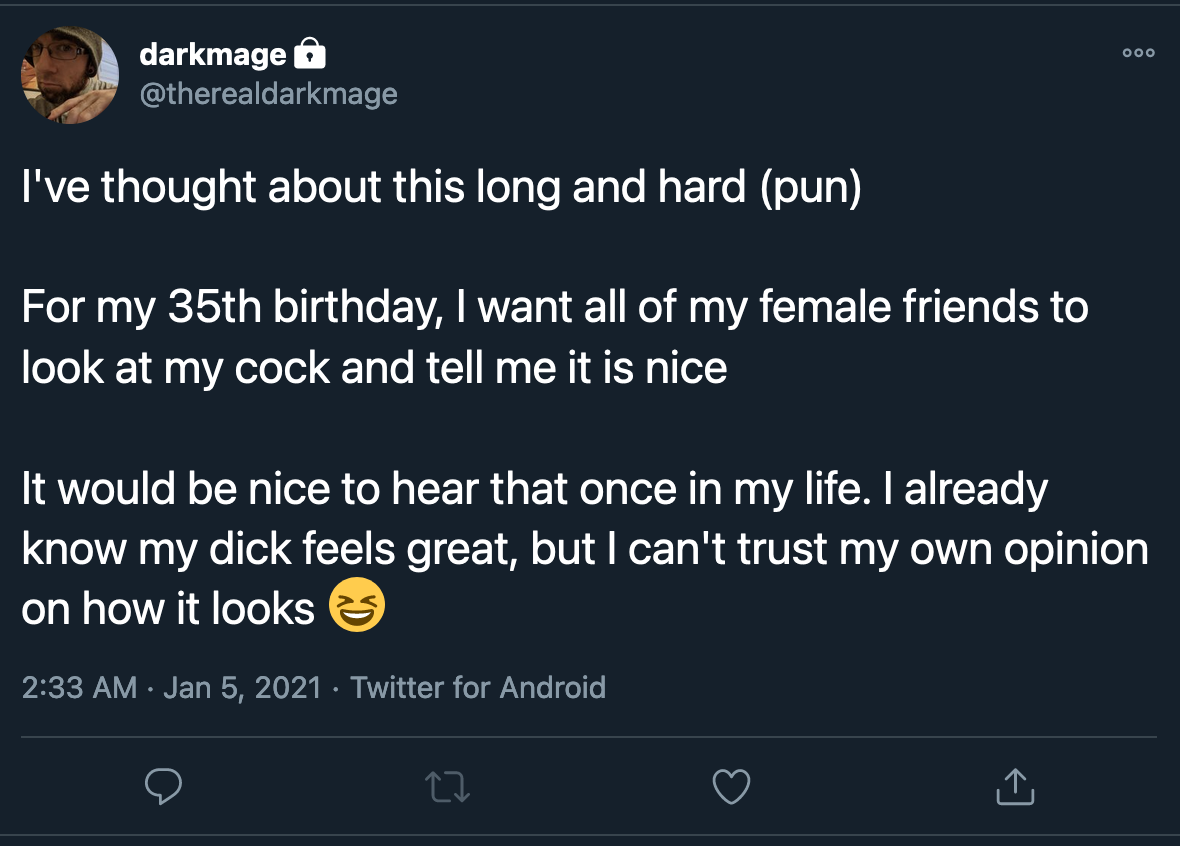 darkmage
@therealdarkmage
I've thought about this long and hard (pun)
For my 35th birthday, I want all of my female friends to
look at my cock and tell me it is nice
It would be nice to hear that once in my life. I already
know my dick feels great, but I can't trust my own opinion
on how it looks 😆
2:33 AM · Jan 5, 2021 · Twitter for Android